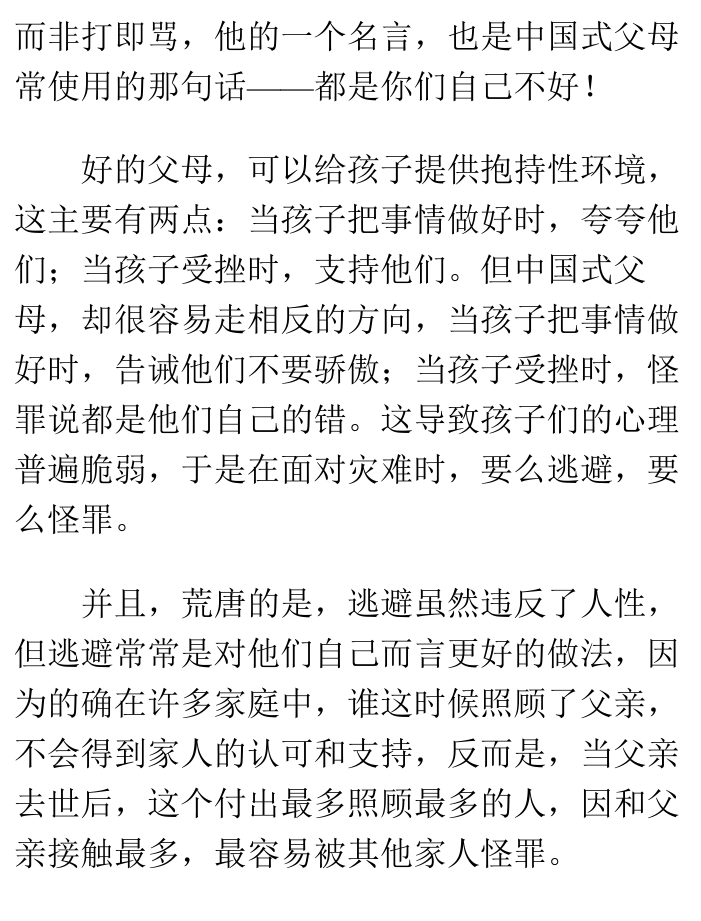 而非打即骂，他的一个名言，也是中国式父母
常使用的那句话——都是你们自己不好！
好的父母，可以给孩子提供抱持性环境，
这主要有两点：当孩子把事情做好时，夸夸他
们；当孩子受挫时，支持他们。但中国式父
母，却很容易走相反的方向，当孩子把事情做
好时，告诫他们不要骄傲；当孩子受挫时，怪
罪说都是他们自己的错。这导致孩子们的心理
普遍脆弱，于是在面对灾难时，要么逃避，要
么怪罪。
并且，荒唐的是，逃避虽然违反了人性，
但逃避常常是对他们自己而言更好的做法，因
为的确在许多家庭中，谁这时候照顾了父亲，
不会得到家人的认可和支持，反而是，当父亲
去世后，这个付出最多照顾最多的人，因和父
亲接触最多，最容易被其他家人怪罪。